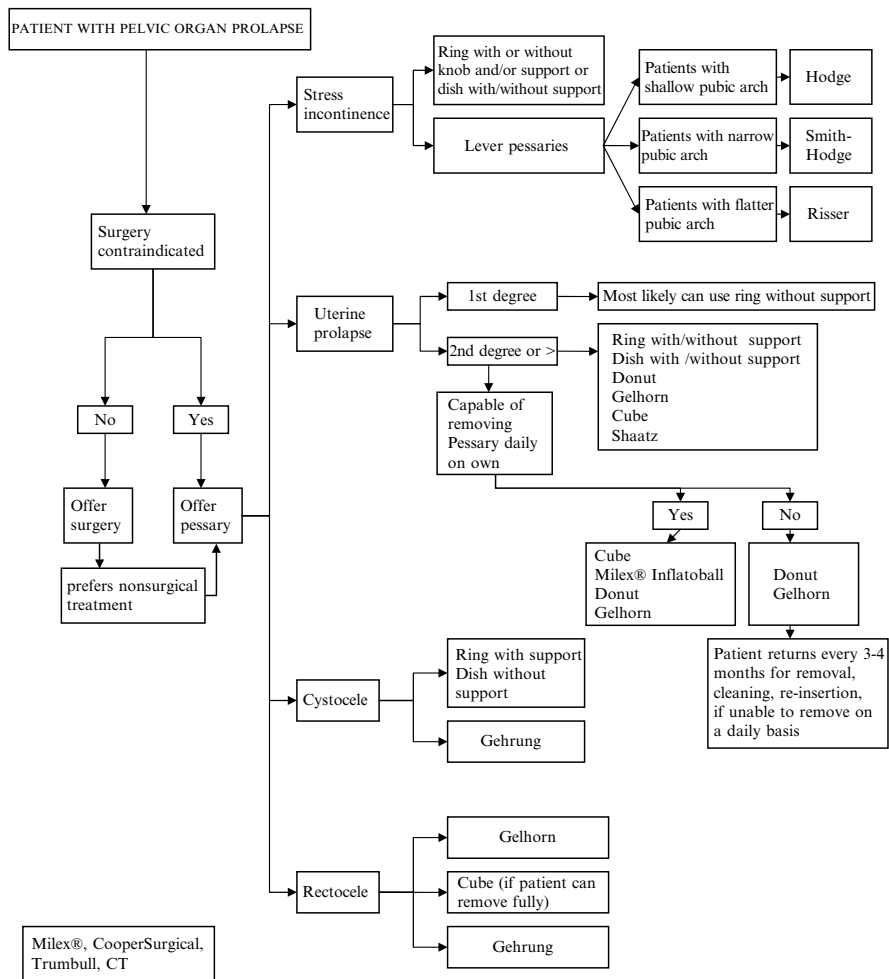 PATIENT WITH PELVIC ORGAN PROLAPSE
Surgery
contraindicated
No
Yes
Offer
surgery
Offer
pessary
prefers nonsurgical
treatment
Stress
incontinence
Ring with or without
knob and/or support or
dish with/without support
Lever pessaries
Patients with
shallow pubic arch
Hodge
Patients with narrow
pubic arch
Smith-
Hodge
Patients with flatter
pubic arch
Risser
Uterine
prolapse
1st degree
Most likely can use ring without support
2nd degree or >
Ring with/without support
Dish with /without support
Donut
Gelhorn
Cube
Shaatz
Capable of
removing
Pessary daily
on own
Yes
No
Cube
Milex® Inflatoball
Donut
Gelhorn
Donut
Gelhorn
Patient returns every 3-4
months for removal,
cleaning, re-insertion,
if unable to remove on
a daily basis
Cystocele
Ring with support
Dish without
support
Gehrung
Rectocele
Gelhorn
Cube (if patient can
remove fully)
Gehrung
Milex®, CooperSurgical,
Trumbull, CT